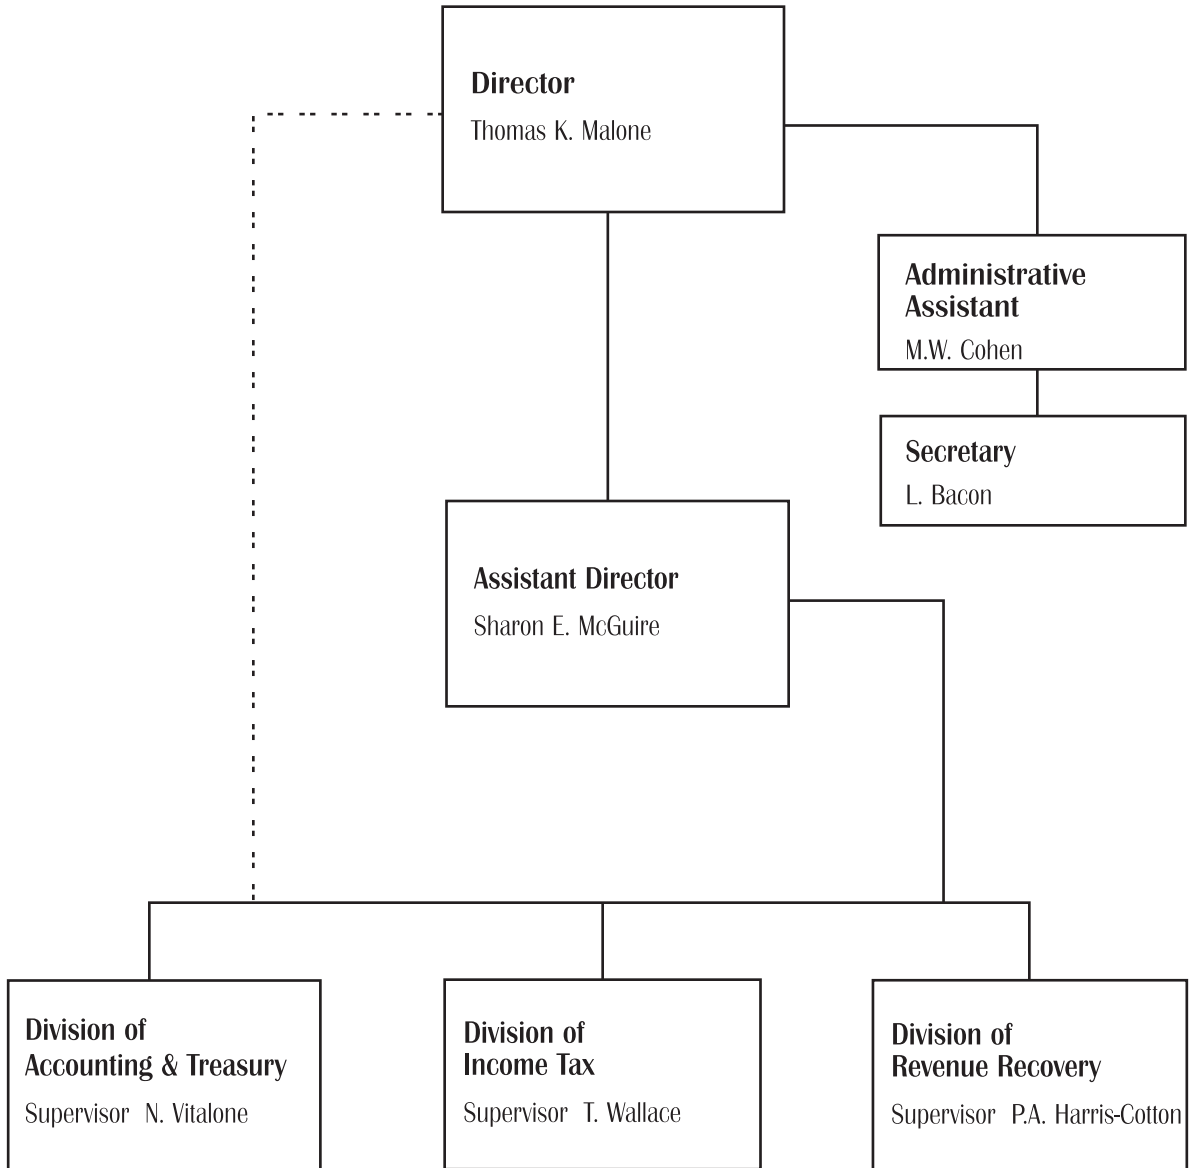 Director
Thomas K. Malone
Administrative
Assistant
M.W. Cohen
Secretary
L. Bacon
Assistant Director
Sharon E. McGuire
Division of
Accounting & Treasury
Supervisor N. Vitalone
Division of
Income Tax
Supervisor T. Wallace
Division of
Revenue Recovery
Supervisor P.A. Harris-Cotton